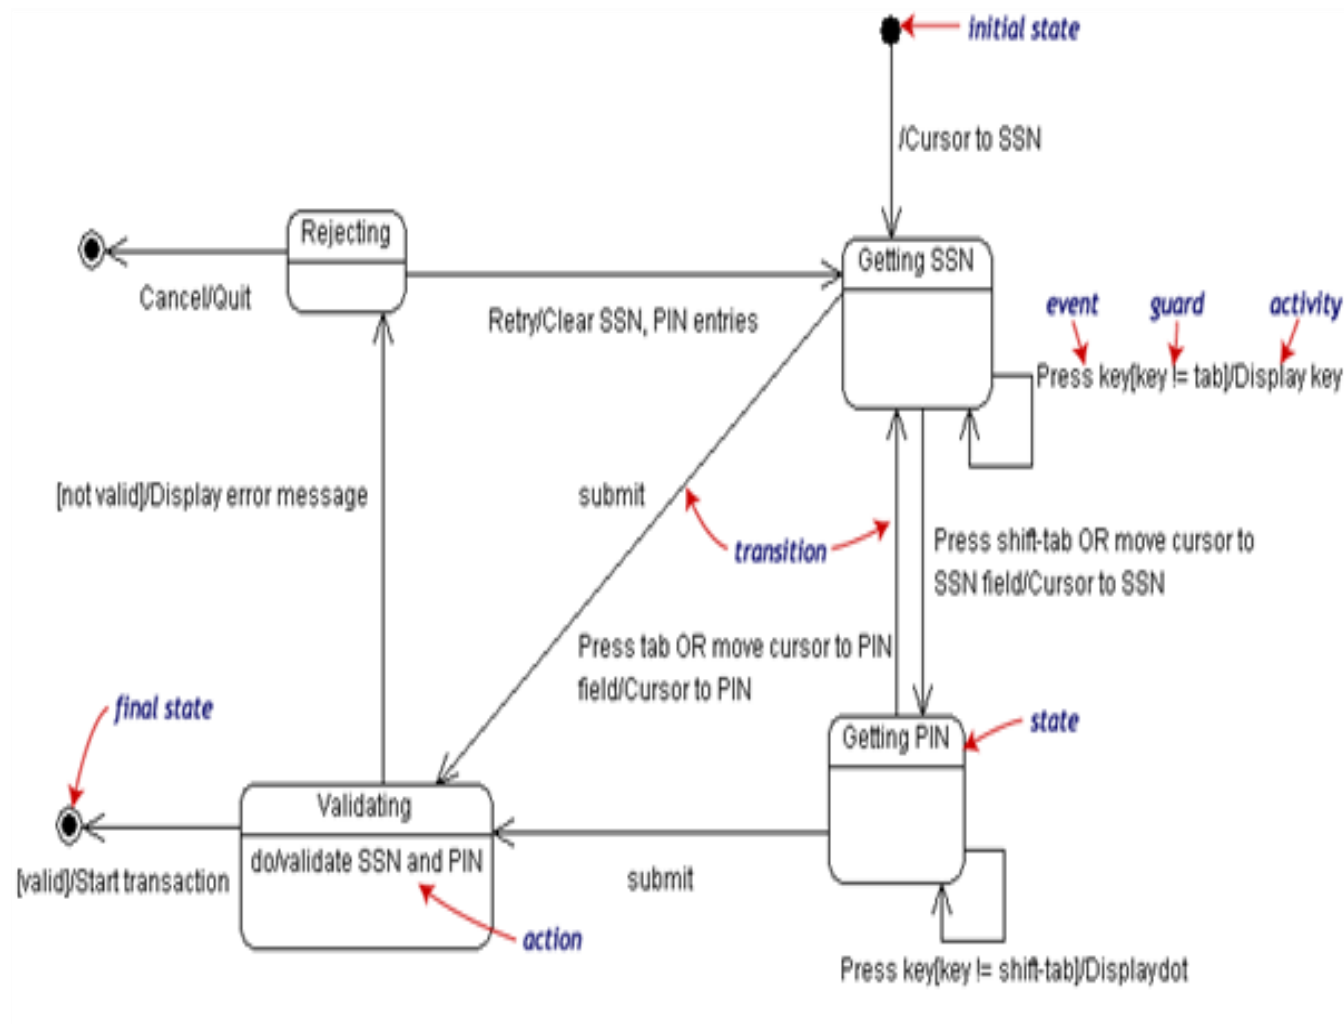 initial state
/Cursor to SSN
Rejecting
Getting SSN
Cancel/Quit
Retry/Clear SSN, PIN entries
event
guard
activity
Press key[key != tab]/Display key
[not valid]/Display error message
submit
transition
Press shift-tab OR move cursor to
SSN field/Cursor to SSN
Press tab OR move cursor to PIN
field/Cursor to PIN
final state
Getting PIN
state
Validating
do/validate SSN and PIN
[valid]/Start transaction
submit
action
Press key[key != shift-tab]/Displaydot